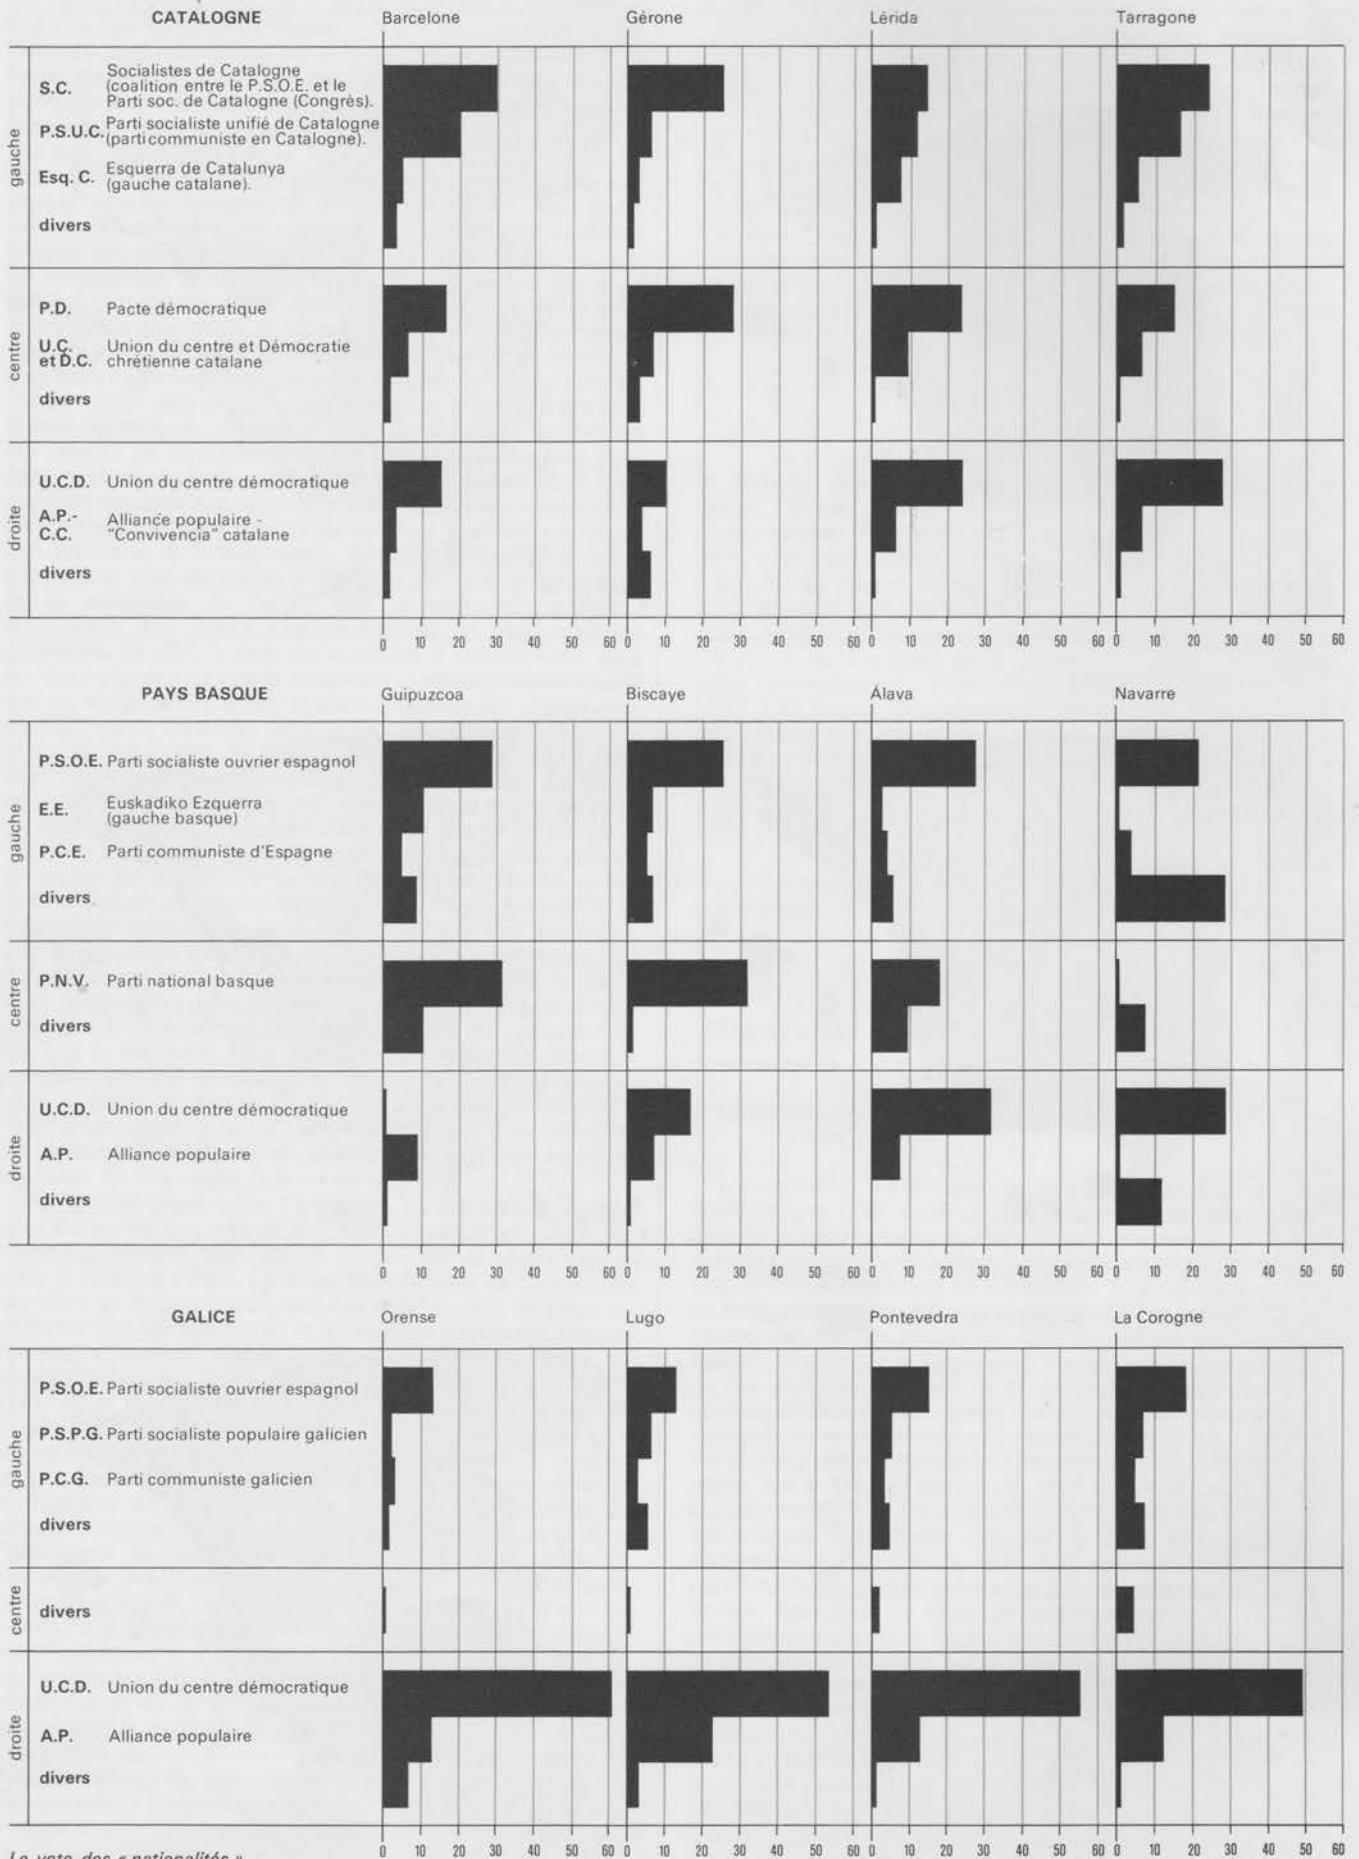 CATALOGNE Barcelone Gérone Lérida Tarragone
gauche
S.C. Socialistes de Catalogne
(coalition entre le P.S.O.E. et le
Parti soc. de Catalogne (Congrès).
P.S.U.C. Parti socialiste unifié de Catalogne
(parti communiste en Catalogne).
Esq. C. Esquerra de Catalunya
(gauche catalane).
divers
centre
P.D. Pacte démocratique
U.C. Union du centre et Démocratie
et D.C. chrétienne catalane
divers
droite
U.C.D. Union du centre démocratique
A.P.- Alliance populaire -
C.C. "Convivencia" catalane
divers
0 10 20 30 40 50 60 0 10 20 30 40 50 60 0 10 20 30 40 50 60 0 10 20 30 40 50 60
PAYS BASQUE Guipuzcoa Biscaye Álava Navarre
gauche
P.S.O.E. Parti socialiste ouvrier espagnol
E.E. Euskadiko Ezquerra
(gauche basque)
P.C.E. Parti communiste d'Espagne
divers
centre
P.N.V. Parti national basque
divers
droite
U.C.D. Union du centre démocratique
A.P. Alliance populaire
divers
0 10 20 30 40 50 60 0 10 20 30 40 50 60 0 10 20 30 40 50 60 0 10 20 30 40 50 60
GALICE Orense Lugo Pontevedra La Corogne
gauche
P.S.O.E. Parti socialiste ouvrier espagnol
P.S.P.G. Parti socialiste populaire galicien
P.C.G. Parti communiste galicien
divers
centre
divers
droite
U.C.D. Union du centre démocratique
A.P. Alliance populaire
divers
0 10 20 30 40 50 60 0 10 20 30 40 50 60 0 10 20 30 40 50 60 0 10 20 30 40 50 60
Le vote des « nationalités »